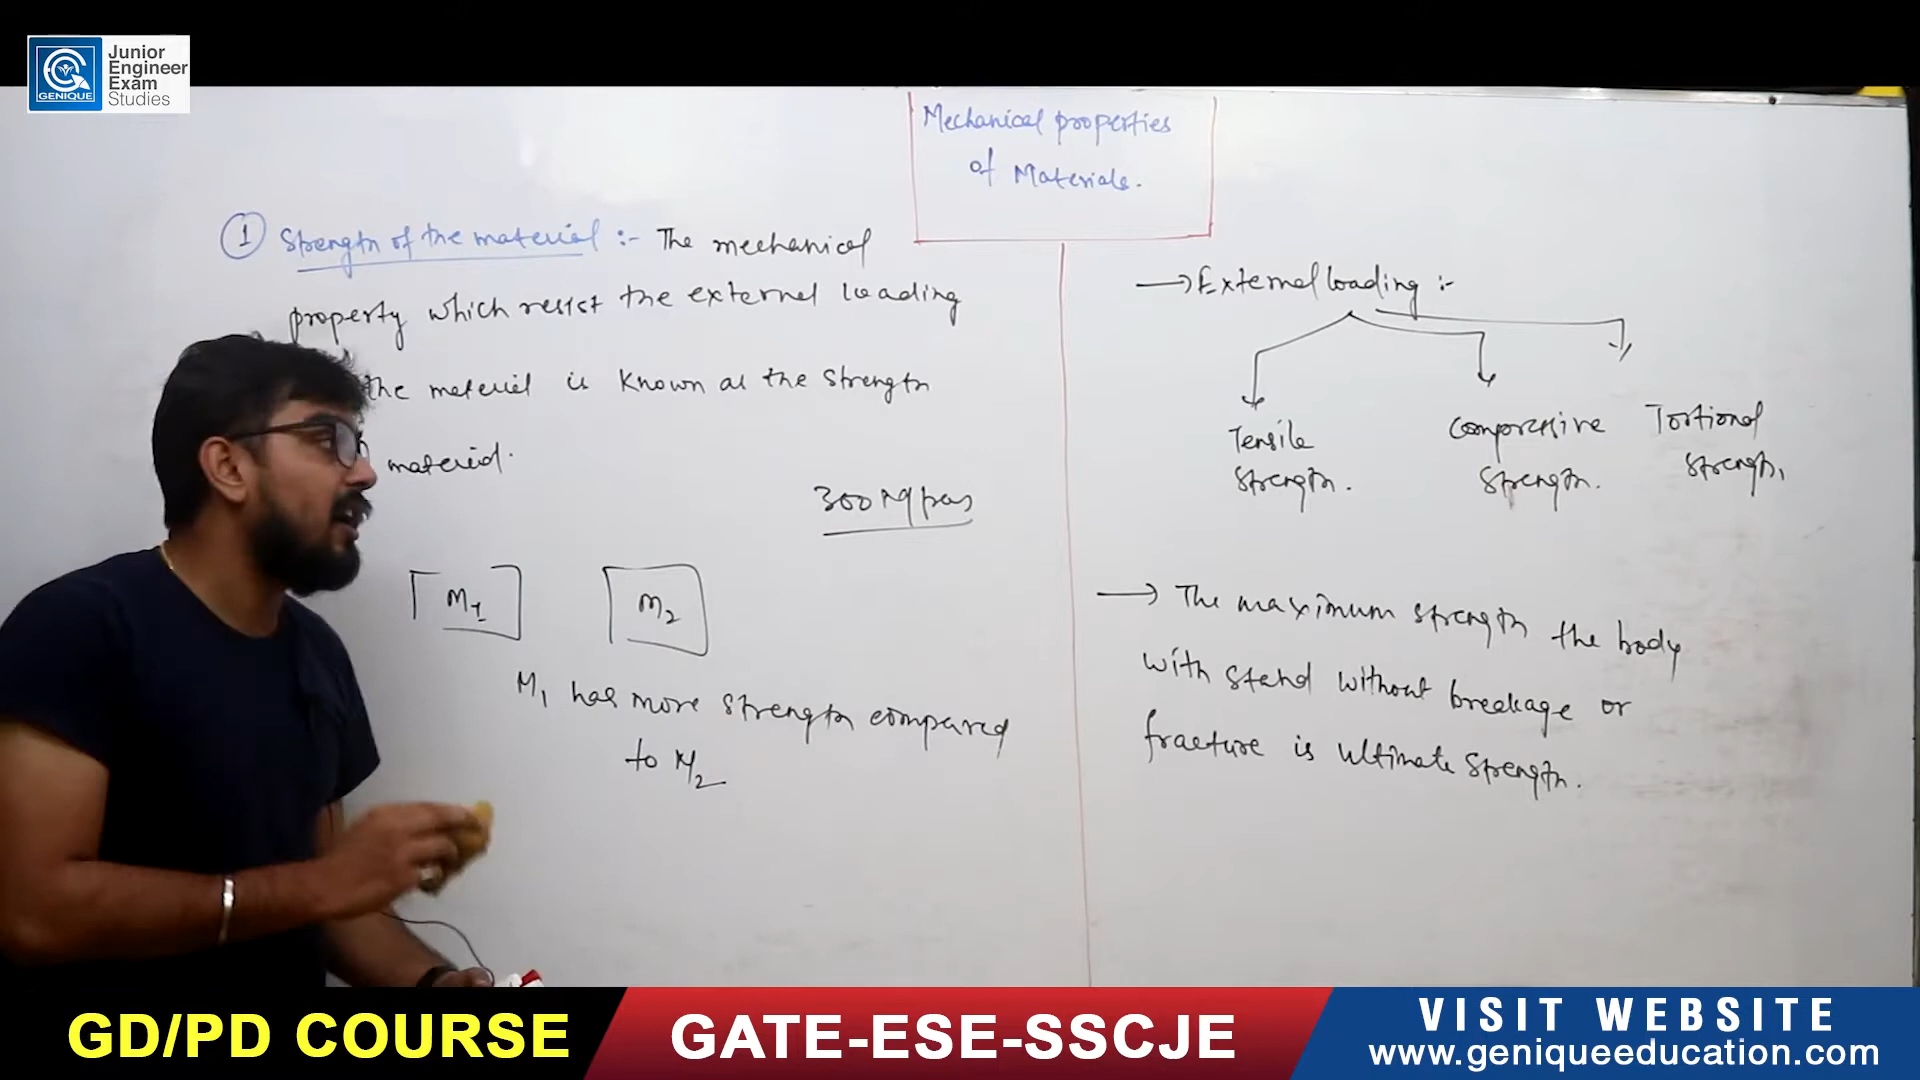 Junior
Engineer
Exam
Studies
GENIQUE
Mechanical properties
of Materials.
① Strength of the material :- The mechanical
property which resist the external loading
the material is known as the strength
material.
300 Mpas
M1
M2
M1 has more strength compared
to M2
→ External loading :-
Tensile
Strength.
Compressive
Strength.
Tortional
Strength,
→ The maximum strength the body
with stand without breakage or
fracture is ultimate strength.
GD/PD COURSE
GATE-ESE-SSCJE
VISIT WEBSITE
www.geniqueeducation.com